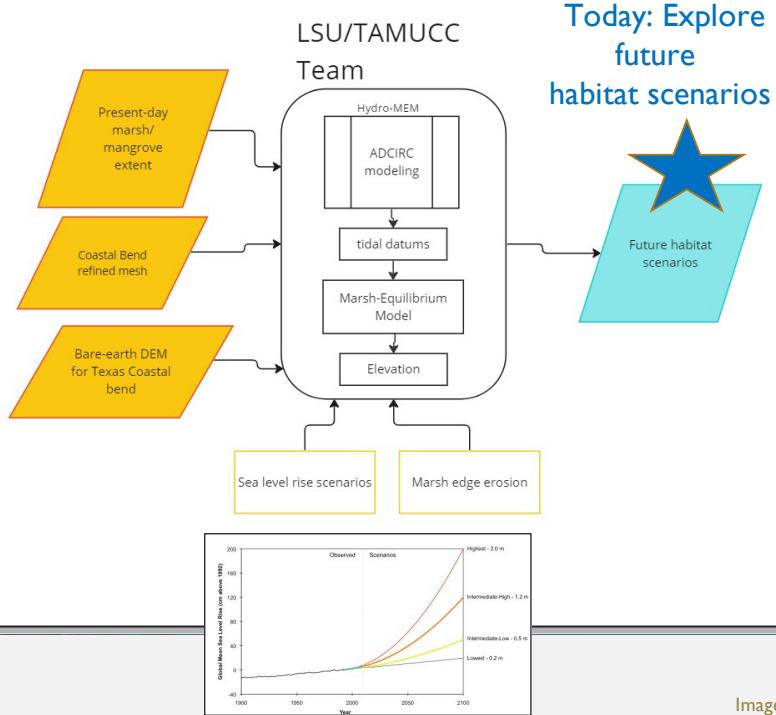 Today: Explore
future
habitat scenarios
LSU/TAMUCC
Team
Present-day
marsh/
mangrove
extent
Coastal Bend
refined mesh
Bare-earth DEM
for Texas Coastal
bend
Hydro-MEM
ADCIRC
modeling
tidal datums
Marsh-Equilibrium
Model
Elevation
Future habitat
scenarios
Sea level rise scenarios
Marsh edge erosion
Global Mean Sea Level Rise (cm above 1992)
200
160
120
80
40
0
-40
Observed
Scenarios
Highest - 2.0 m
Intermediate-High - 1.2 m
Intermediate-Low - 0.5 m
Lowest - 0.2 m
1900
1950
2000
2050
2100
Year
Image